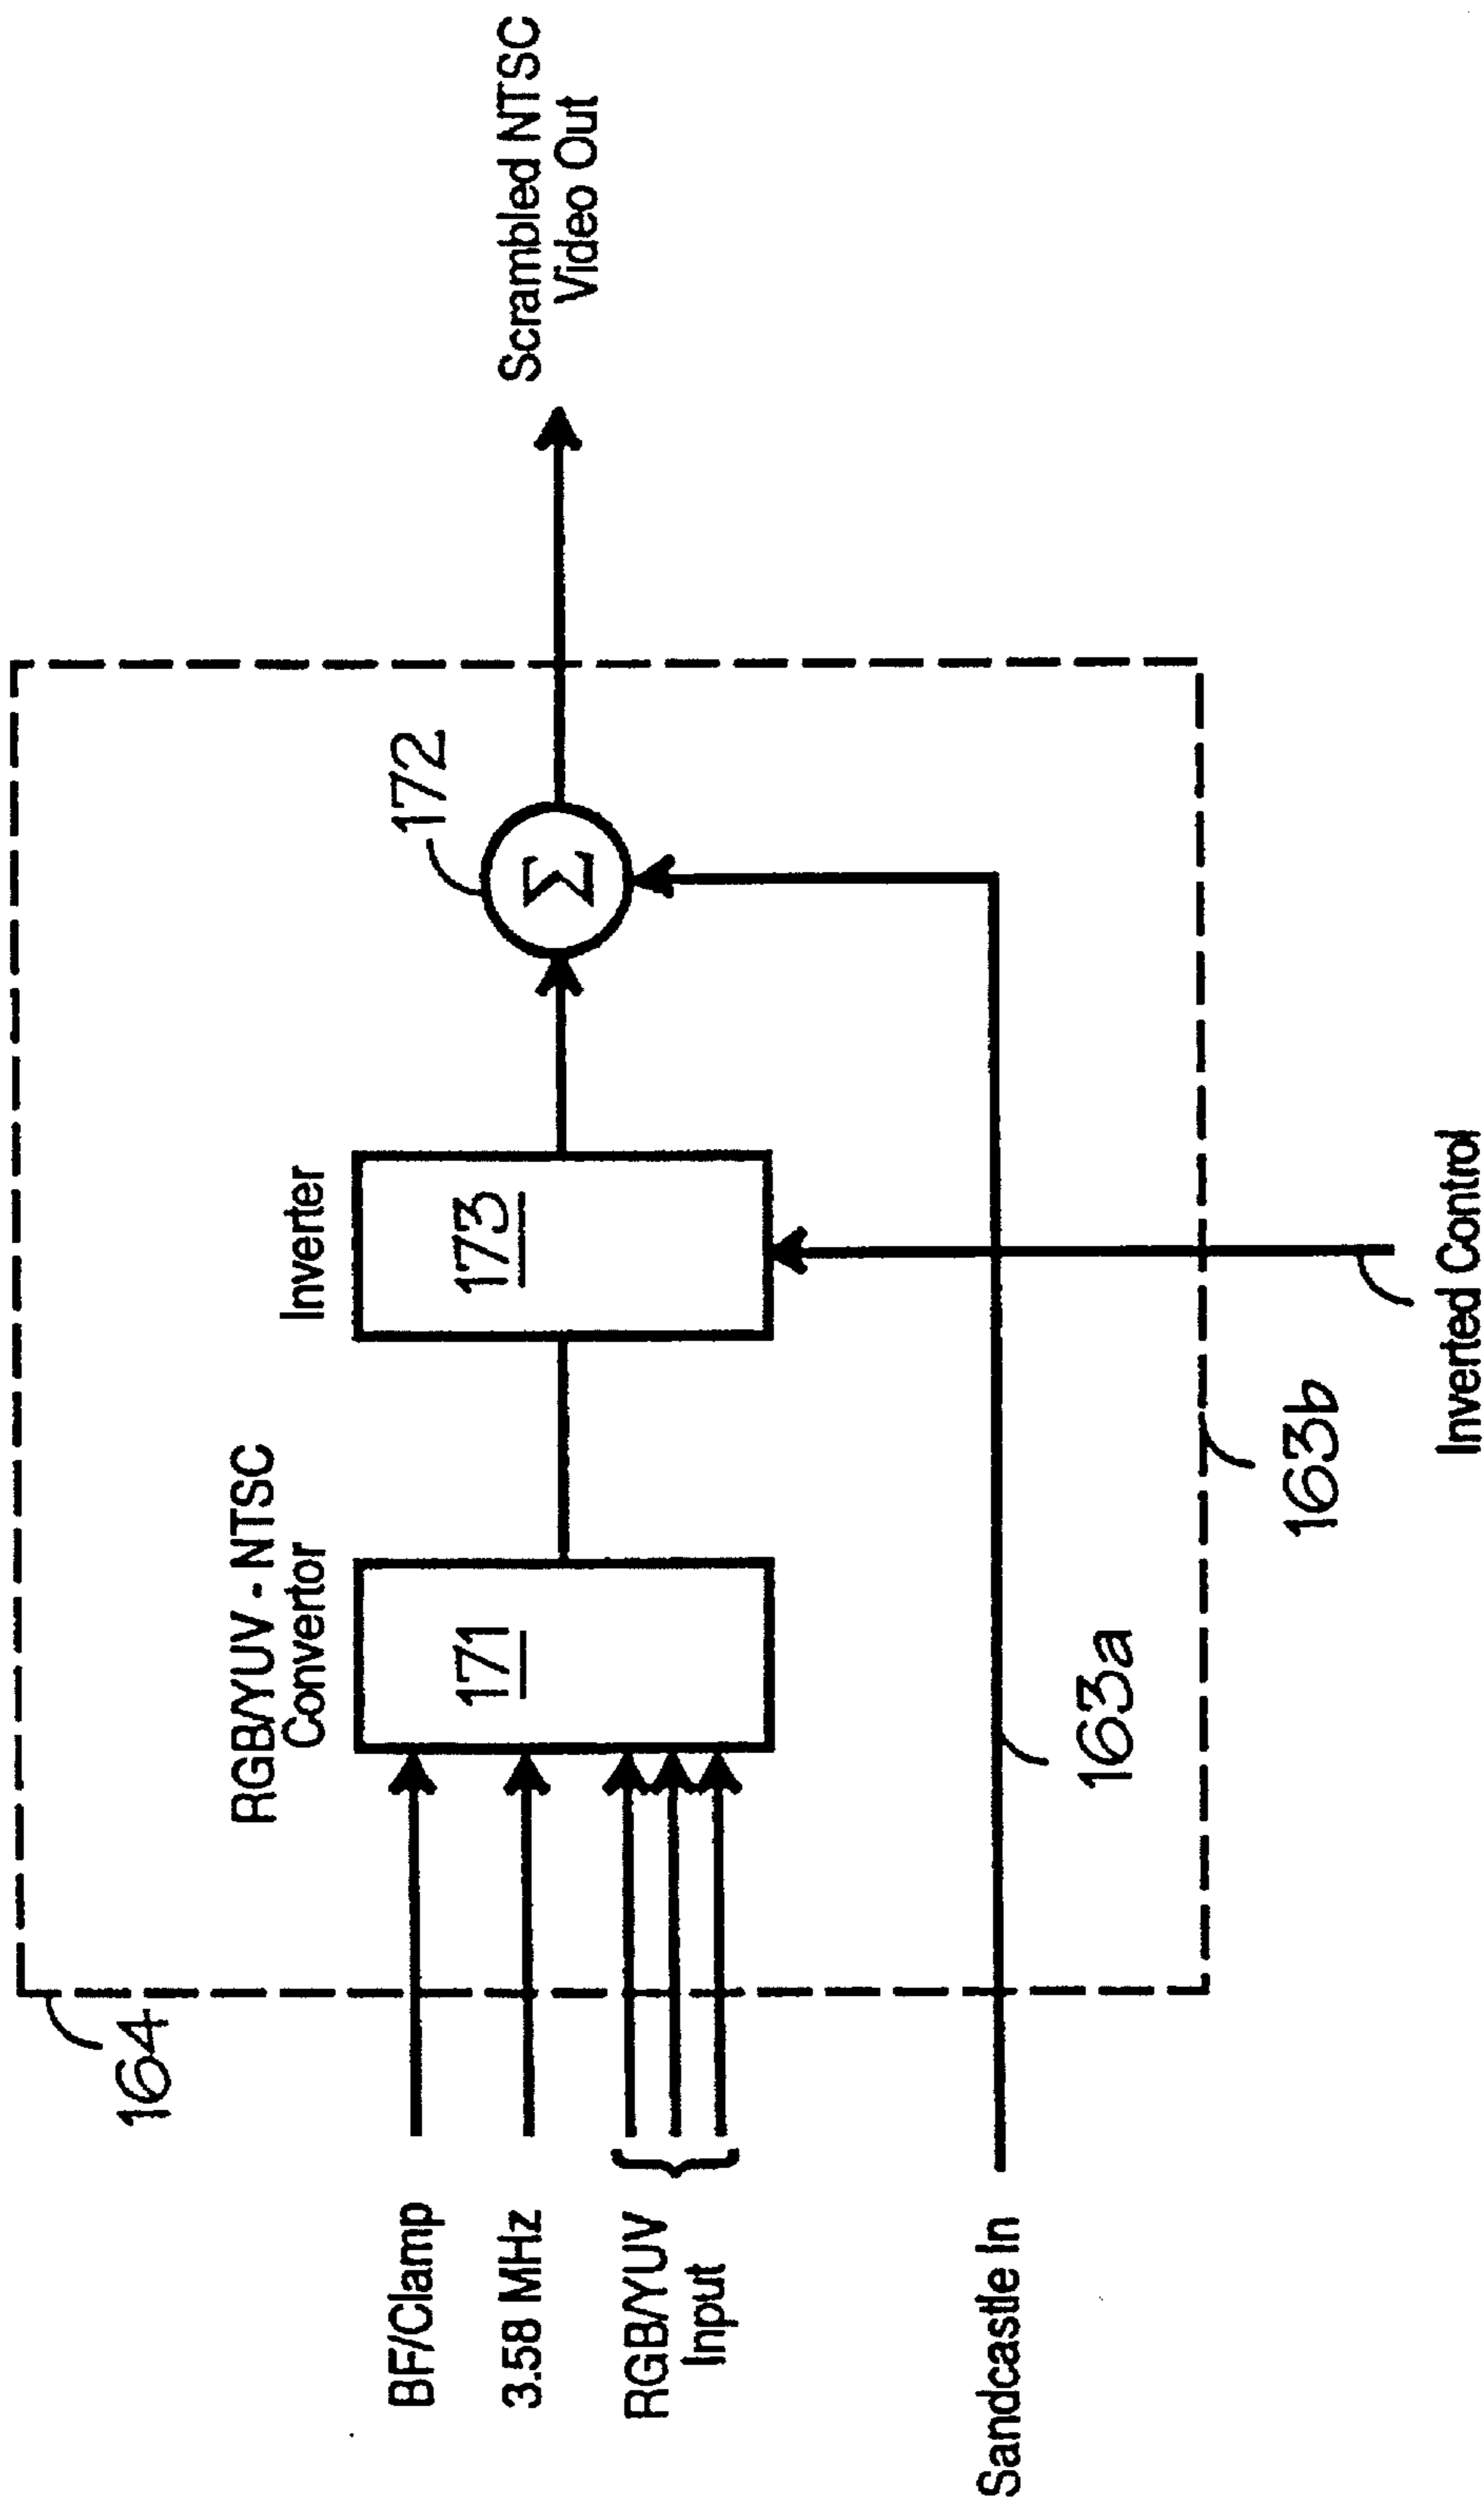 164
RGB/YUV - NTSC
Convertor
Inverter
172
BF/Clamp
3.58 MHz
RGB/YUV
Input
171
173
Σ
Scrambled NTSC
Video Out
Sandcastle In
163a
163b
Inverted Control